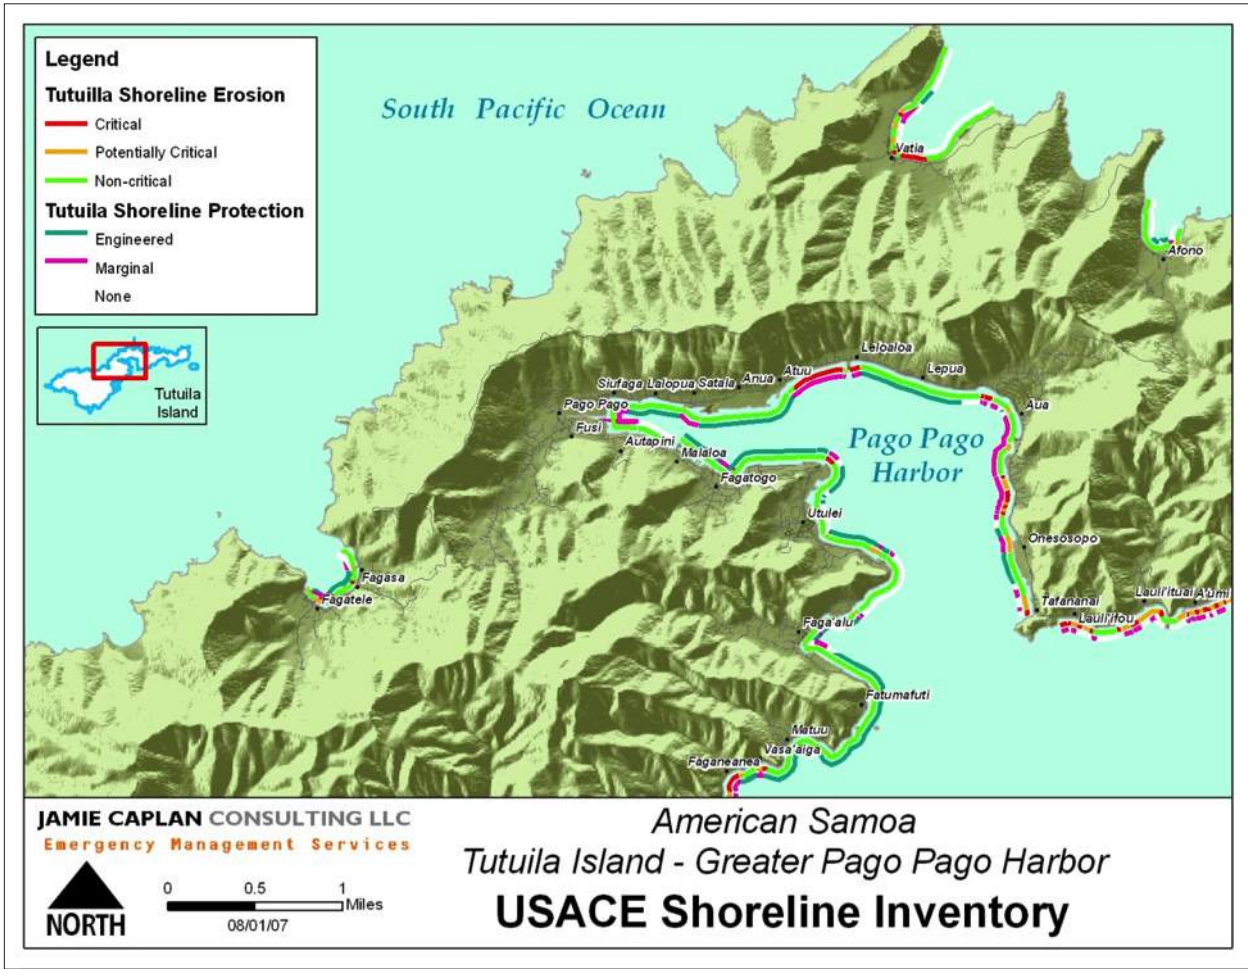 Legend
Tutuilla Shoreline Erosion
Critical
Potentially Critical
Non-critical
Tutuila Shoreline Protection
Engineered
Marginal
None
Tutuila
Island
South Pacific Ocean
Vatia
Afono
Leloaloa
Lepua
Atuu
Anua
Siufaga Lalopua Satala
Pago Pago
Aua
Fusi
Autapini
Malaloa
Fagatogo
Pago Pago
Harbor
Utulei
Onesosopo
Fagasa
Fagatele
Tafananai
Lauli'ituai
A'umi
Lauli'ifou
Faga'alu
Fatumafuti
Matuu
Vasa'aiga
Faganeanea
JAMIE CAPLAN CONSULTING LLC
Emergency Management Services
NORTH
0 0.5 1
Miles
08/01/07
American Samoa
Tutuila Island - Greater Pago Pago Harbor
USACE Shoreline Inventory